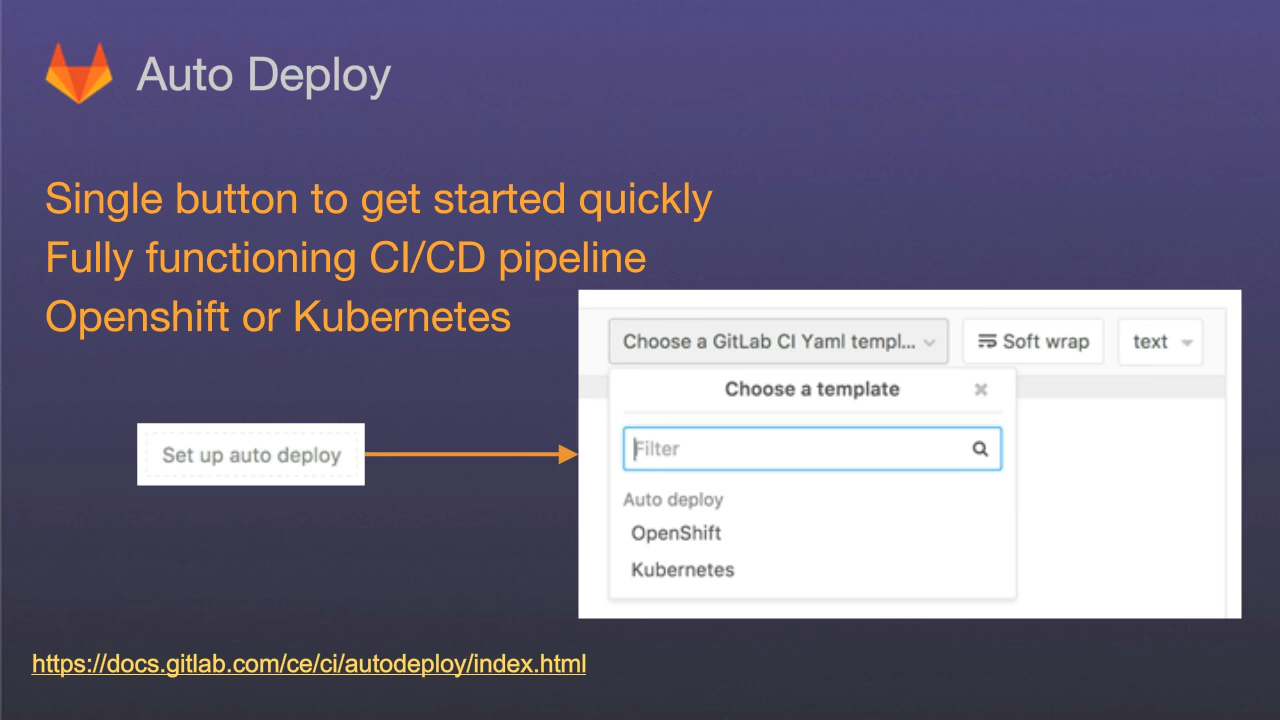 Auto Deploy
Single button to get started quickly
Fully functioning CI/CD pipeline
Openshift or Kubernetes
Set up auto deploy
Choose a GitLab CI Yaml templ... Soft wrap text
Choose a template
Filter
Auto deploy
OpenShift
Kubernetes
https://docs.gitlab.com/ce/ci/autodeploy/index.html